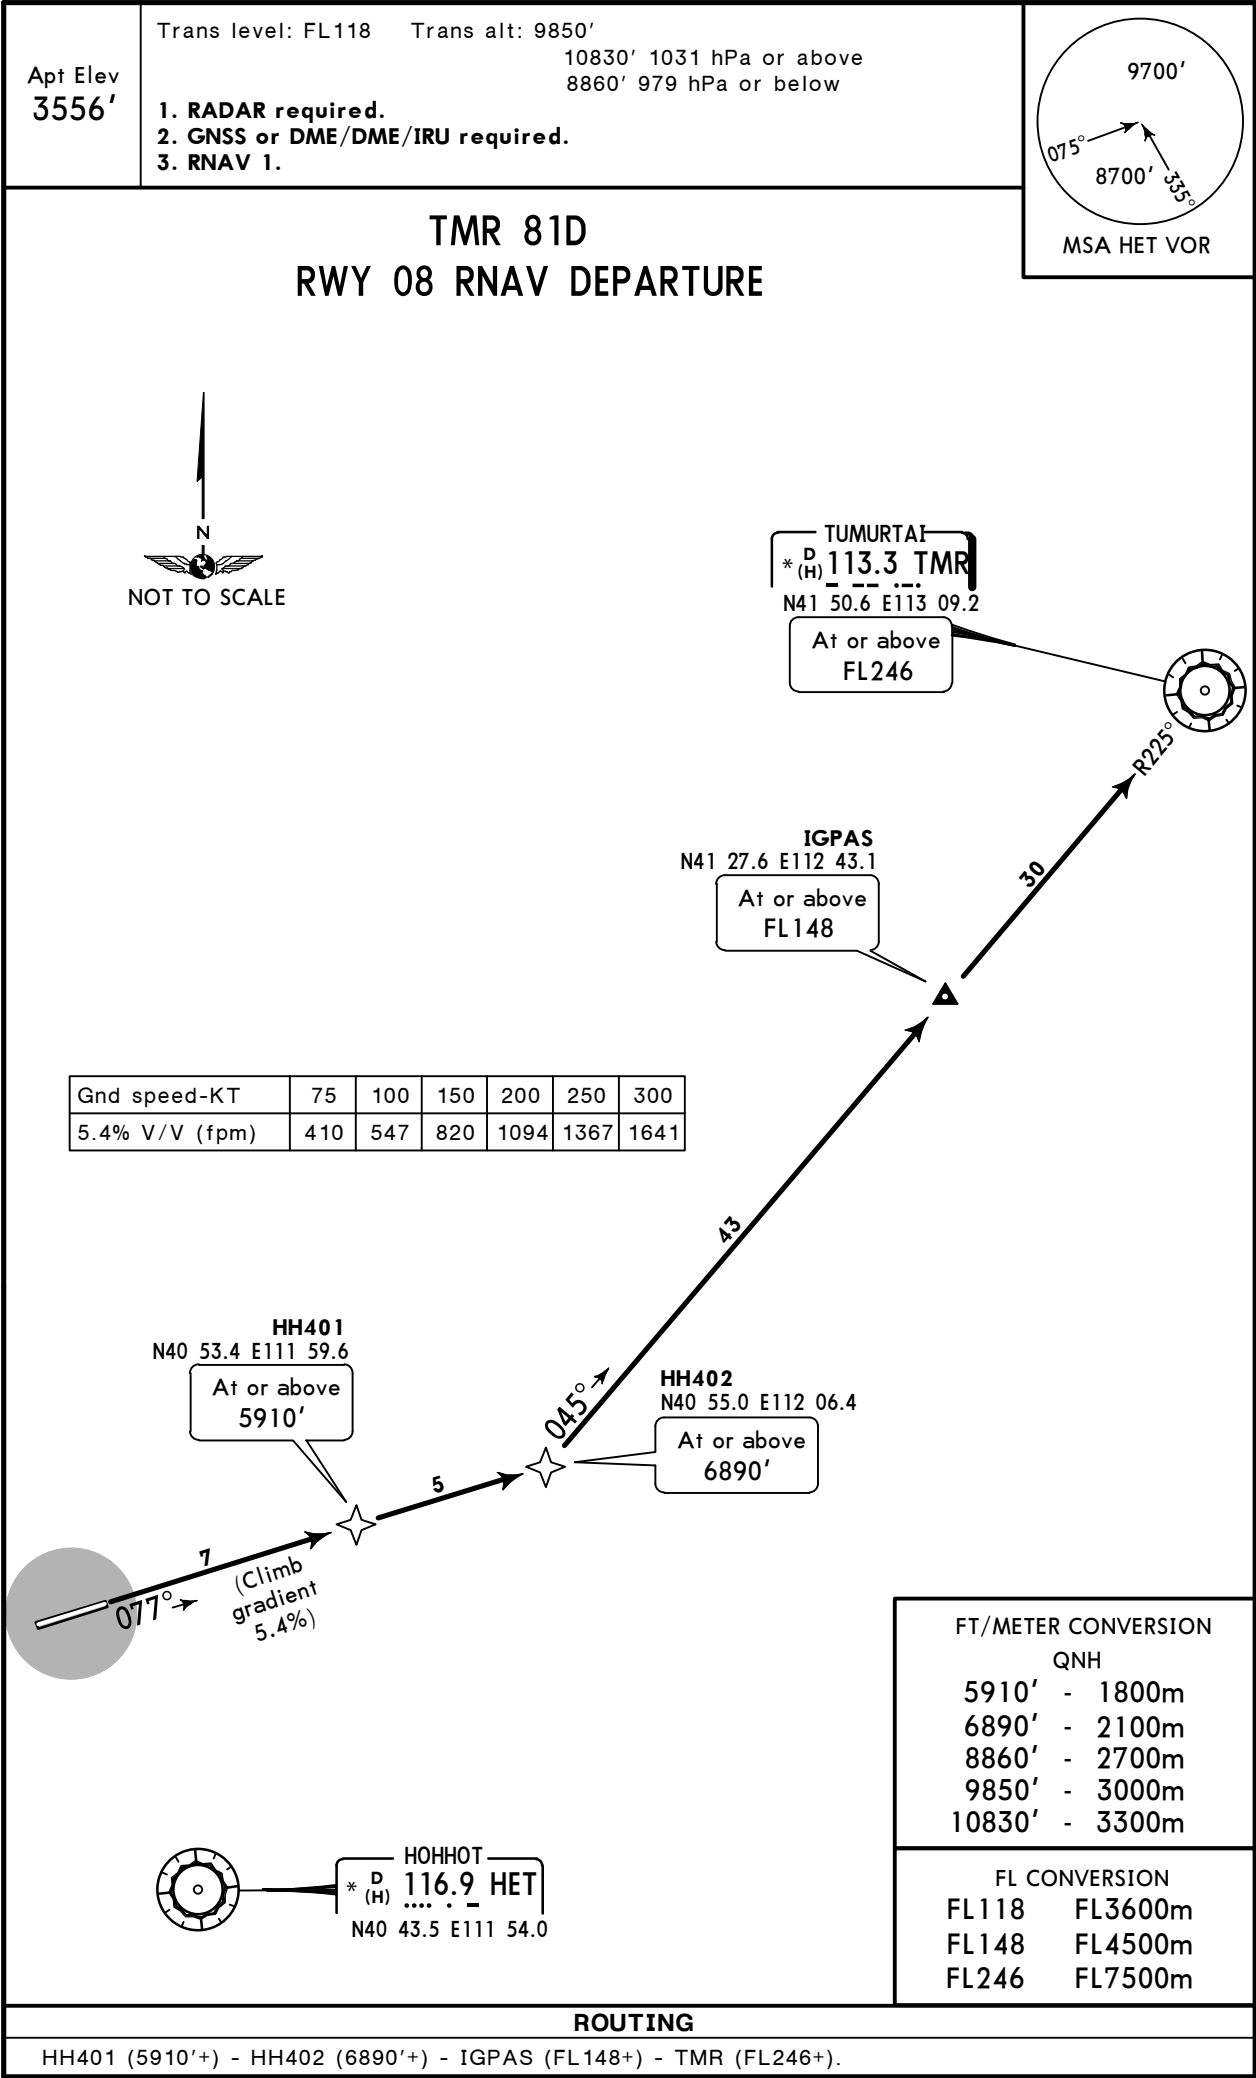 Apt Elev
3556'
Trans level: FL118 Trans alt: 9850'
10830' 1031 hPa or above
8860' 979 hPa or below
1. RADAR required.
2. GNSS or DME/DME/IRU required.
3. RNAV 1.
9700'
075°
8700'
335°
MSA HET VOR
TMR 81D
RWY 08 RNAV DEPARTURE
N
NOT TO SCALE
TUMURTAI
* D (H) 113.3 TMR
N41 50.6 E113 09.2
At or above
FL246
R225°
IGPAS
N41 27.6 E112 43.1
At or above
FL148
30
Gnd speed-KT 75 100 150 200 250 300
5.4% V/V (fpm) 410 547 820 1094 1367 1641
43
HH401
N40 53.4 E111 59.6
At or above
5910'
045°
HH402
N40 55.0 E112 06.4
At or above
6890'
5
7
077°
(Climb
gradient
5.4%)
FT/METER CONVERSION
QNH
5910' - 1800m
6890' - 2100m
8860' - 2700m
9850' - 3000m
10830' - 3300m
HOHHOT
* D (H) 116.9 HET
N40 43.5 E111 54.0
FL CONVERSION
FL118 FL3600m
FL148 FL4500m
FL246 FL7500m
ROUTING
HH401 (5910'+) - HH402 (6890'+) - IGPAS (FL148+) - TMR (FL246+).